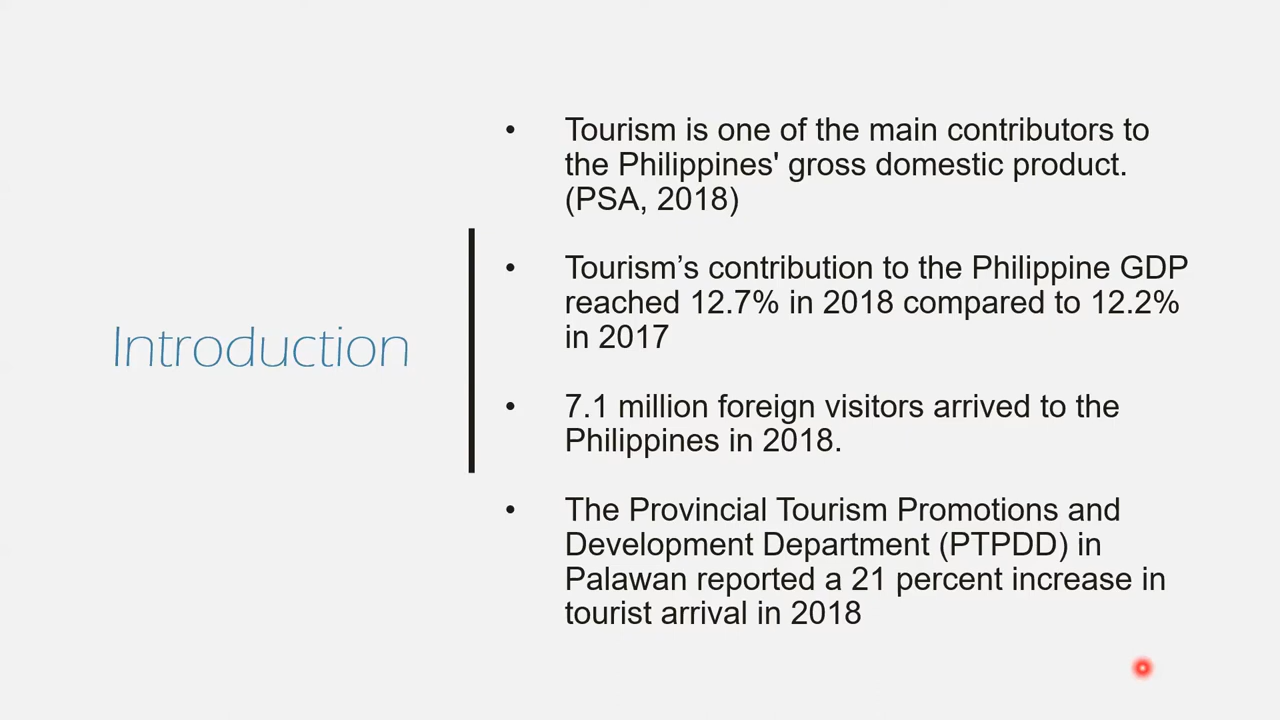 Introduction
• Tourism is one of the main contributors to
the Philippines' gross domestic product.
(PSA, 2018)
• Tourism’s contribution to the Philippine GDP
reached 12.7% in 2018 compared to 12.2%
in 2017
• 7.1 million foreign visitors arrived to the
Philippines in 2018.
• The Provincial Tourism Promotions and
Development Department (PTPDD) in
Palawan reported a 21 percent increase in
tourist arrival in 2018